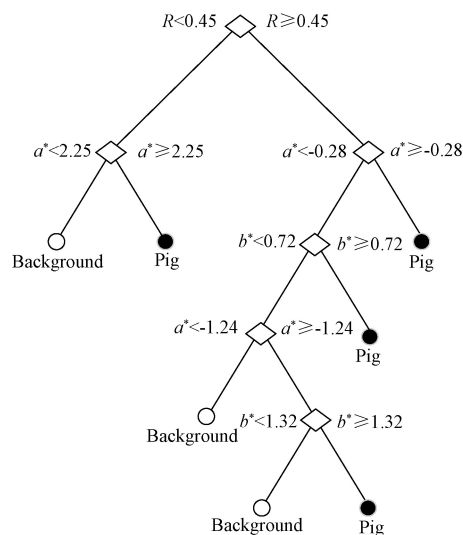 R<0.45 R≥0.45
a*<2.25 a*≥2.25 a*<-0.28 a*≥-0.28
Background Pig b*<0.72 b*≥0.72 Pig
a*<-1.24 a*≥-1.24 Pig
Background b*<1.32 b*≥1.32
Background Pig